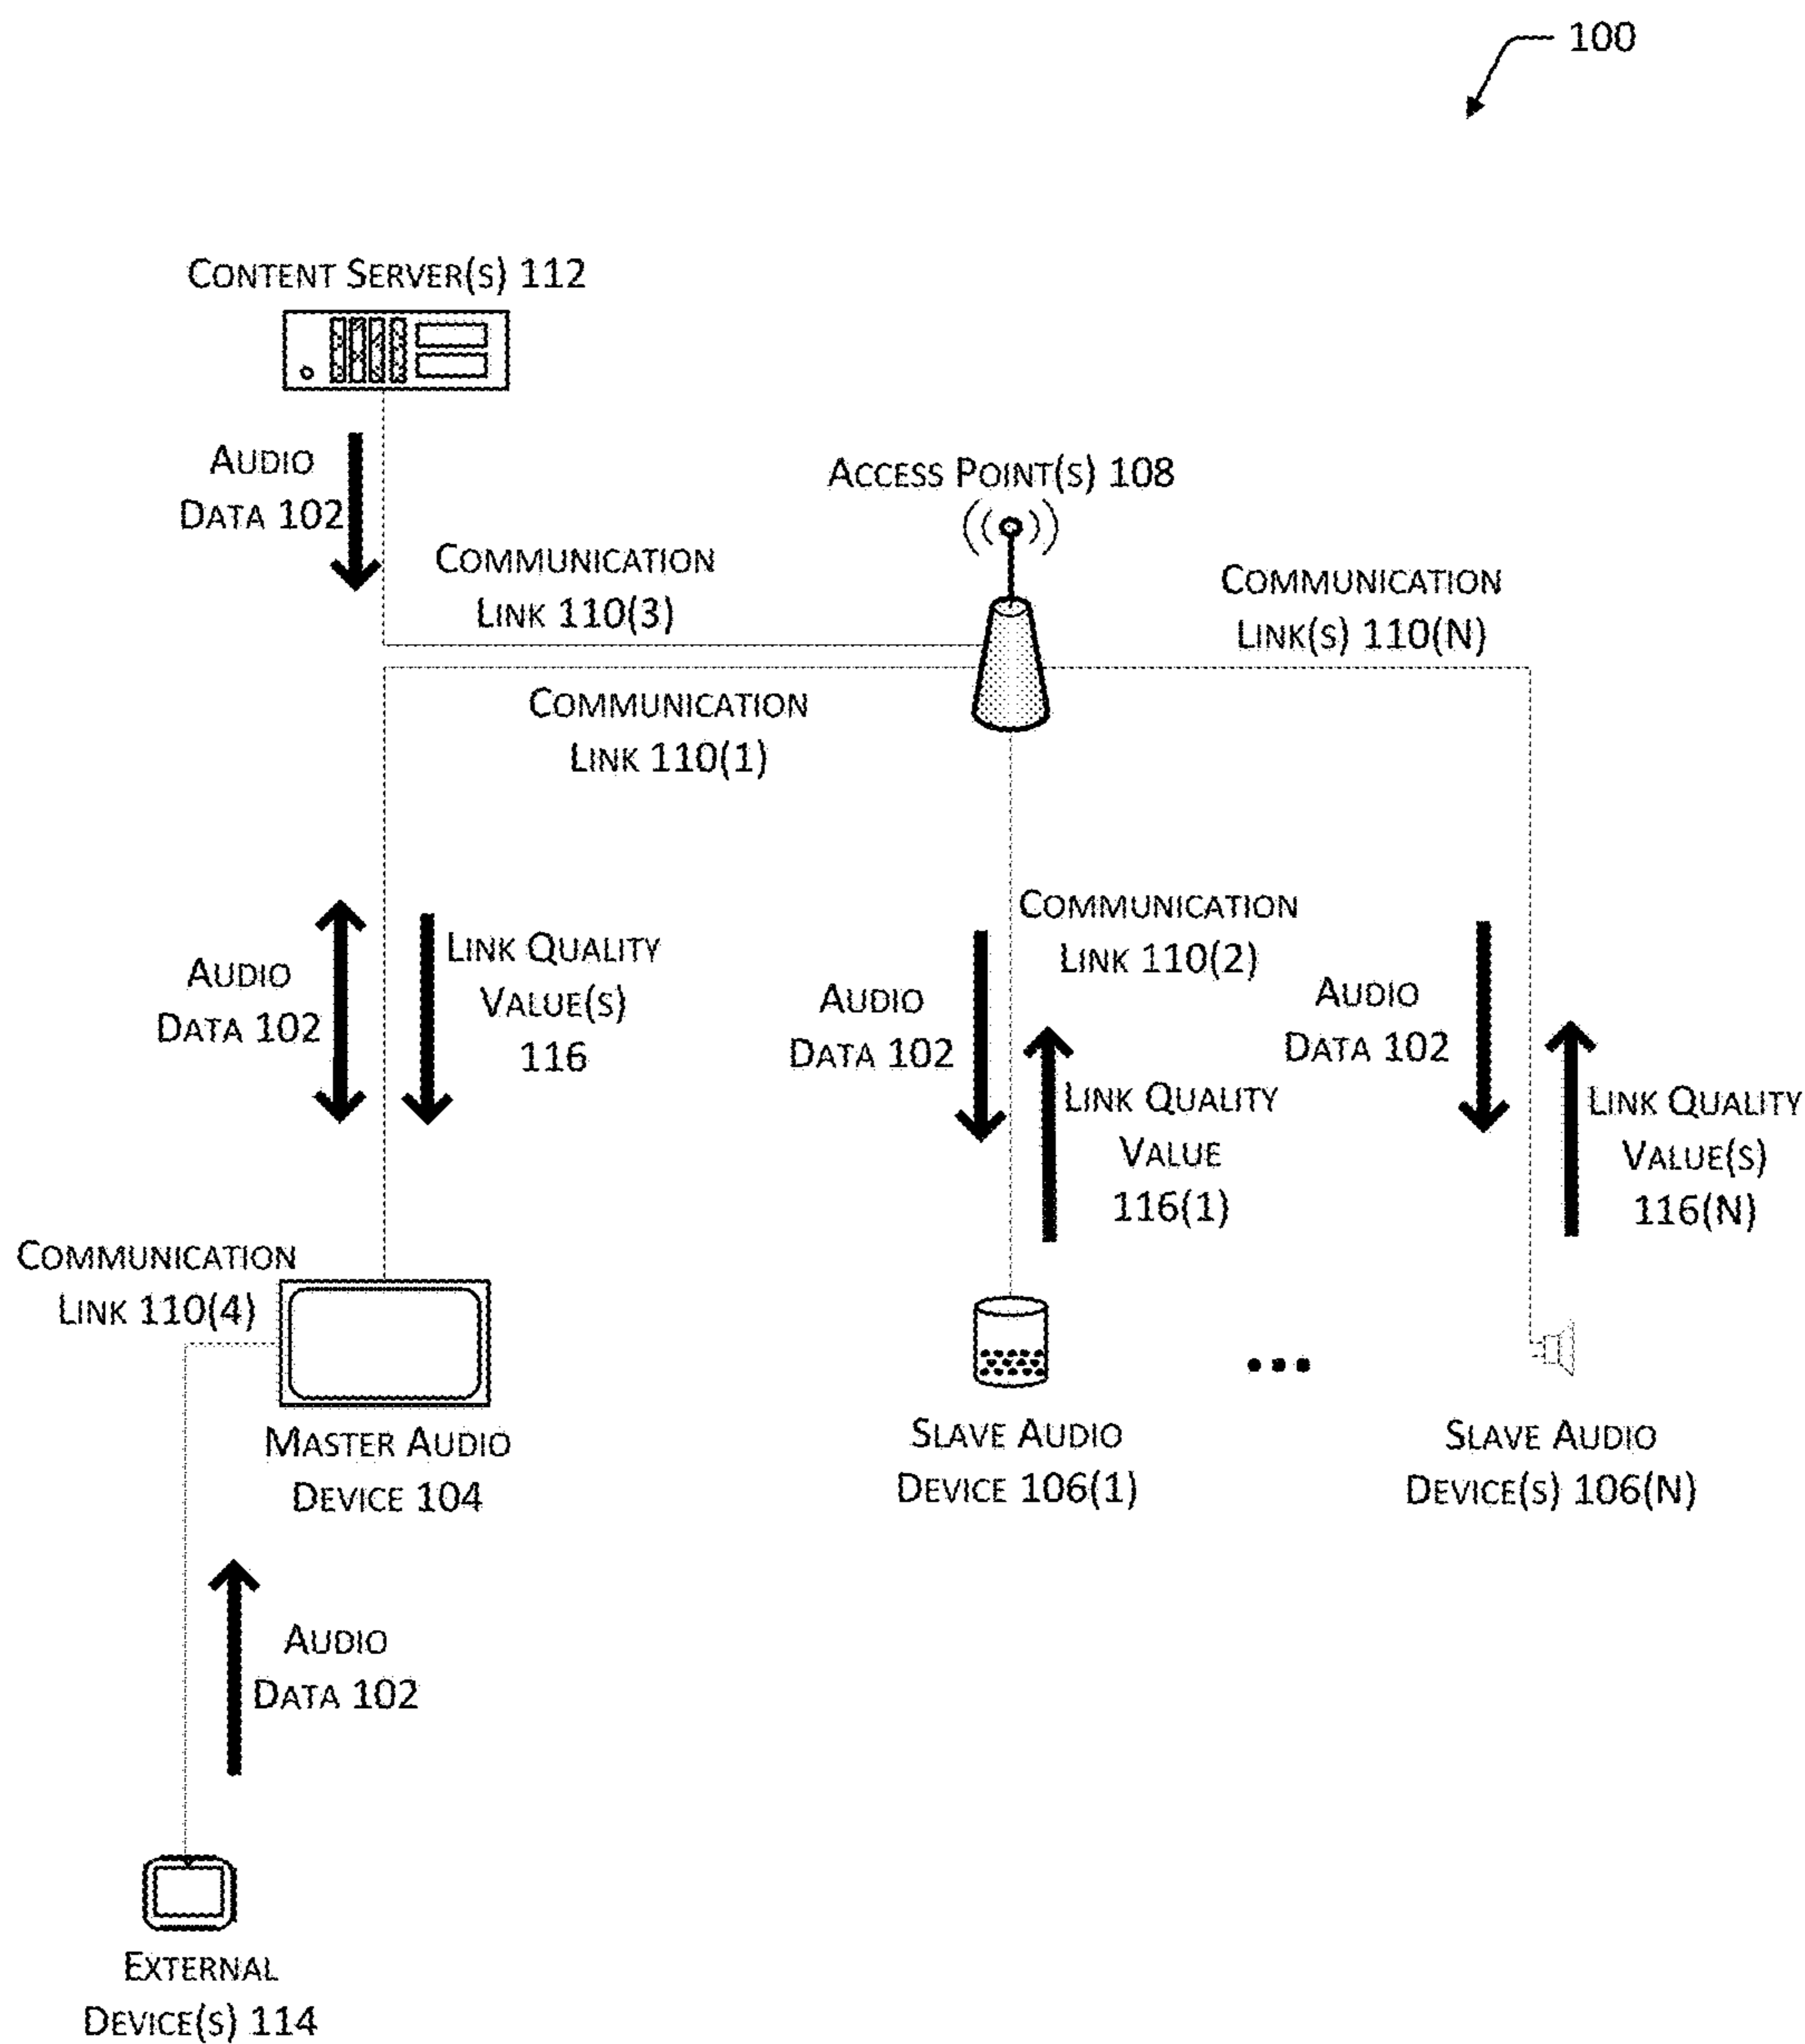 100
CONTENT SERVER(S) 112
AUDIO
DATA 102
ACCESS POINT(S) 108
COMMUNICATION
LINK 110(3)
COMMUNICATION
LINK(S) 110(N)
COMMUNICATION
LINK 110(1)
AUDIO
DATA 102
LINK QUALITY
VALUE(S)
116
COMMUNICATION
LINK 110(2)
AUDIO
DATA 102
LINK QUALITY
VALUE
116(1)
AUDIO
DATA 102
LINK QUALITY
VALUE(S)
116(N)
COMMUNICATION
LINK 110(4)
MASTER AUDIO
DEVICE 104
SLAVE AUDIO
DEVICE 106(1)
SLAVE AUDIO
DEVICE(S) 106(N)
AUDIO
DATA 102
EXTERNAL
DEVICE(S) 114